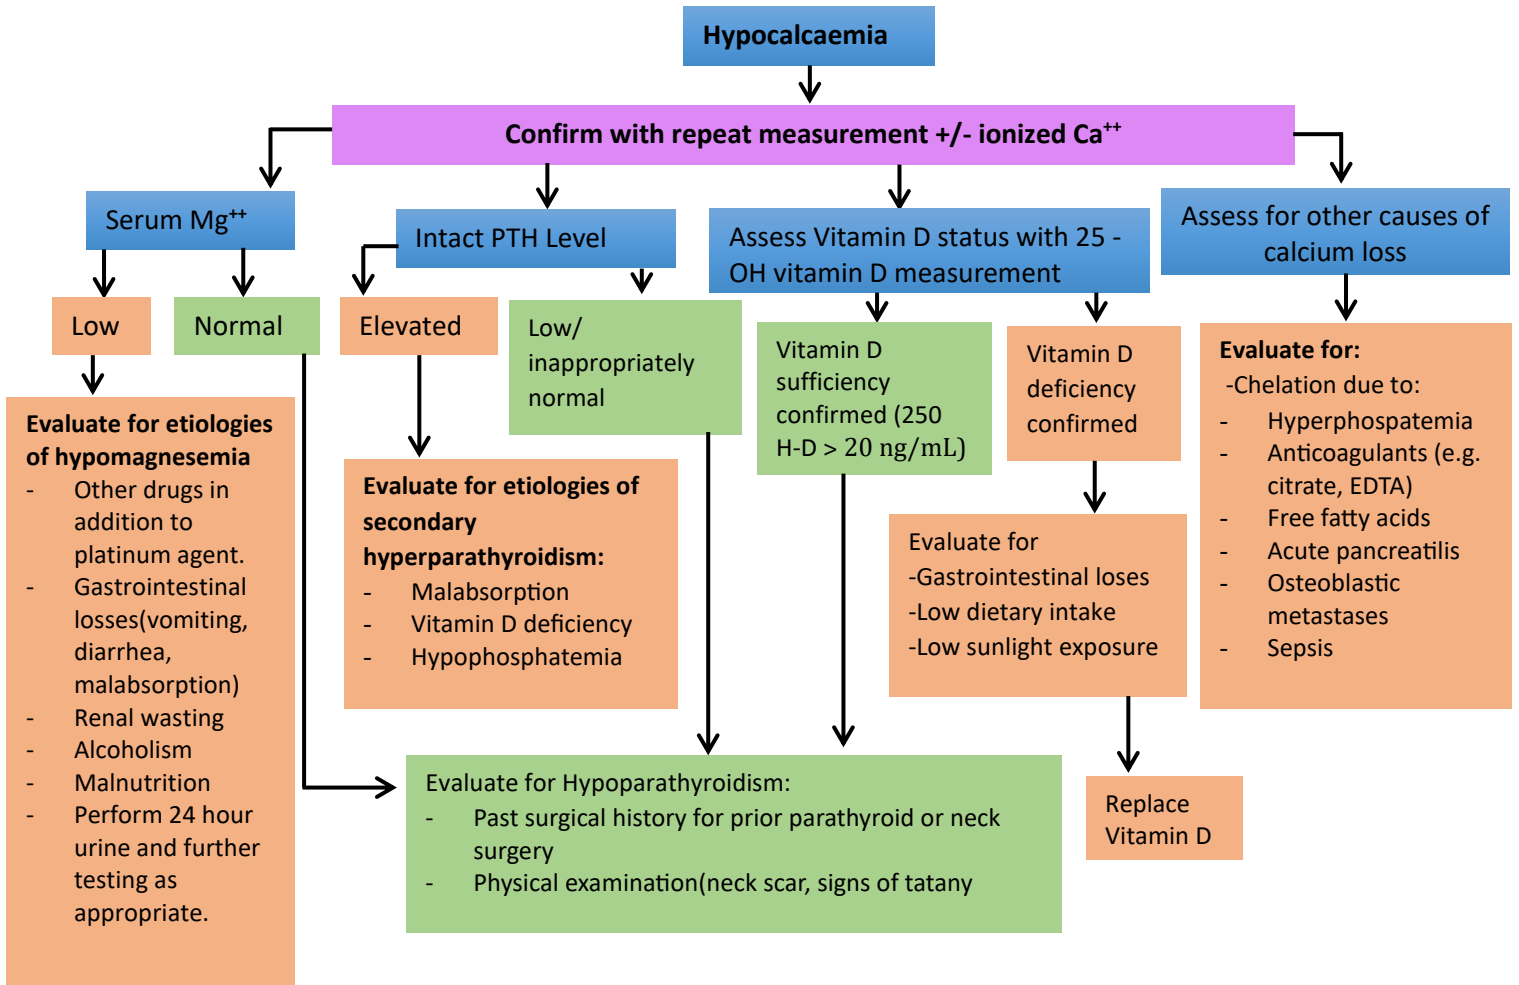 Hypocalcaemia
Confirm with repeat measurement +/- ionized Ca⁺⁺
Serum Mg⁺⁺
Intact PTH Level
Assess Vitamin D status with 25 -
OH vitamin D measurement
Assess for other causes of
calcium loss
Low
Normal
Elevated
Low/
inappropriately
normal
Vitamin D
sufficiency
confirmed (250
H-D > 20 ng/mL)
Vitamin D
deficiency
confirmed
Evaluate for:
-Chelation due to:
- Hyperphospatemia
- Anticoagulants (e.g.
citrate, EDTA)
- Free fatty acids
- Acute pancreatilis
- Osteoblastic
metastases
- Sepsis
Evaluate for etiologies
of hypomagnesemia
- Other drugs in
addition to
platinum agent.
- Gastrointestinal
losses(vomiting,
diarrhea,
malabsorption)
- Renal wasting
- Alcoholism
- Malnutrition
- Perform 24 hour
urine and further
testing as
appropriate.
Evaluate for etiologies of
secondary
hyperparathyroidism:
- Malabsorption
- Vitamin D deficiency
- Hypophosphatemia
Evaluate for
-Gastrointestinal loses
-Low dietary intake
-Low sunlight exposure
Evaluate for Hypoparathyroidism:
- Past surgical history for prior parathyroid or neck
surgery
- Physical examination(neck scar, signs of tatany
Replace
Vitamin D